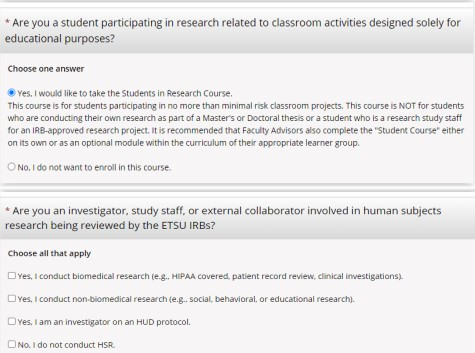 * Are you a student participating in research related to classroom activities designed solely for
educational purposes?
Choose one answer
Yes, I would like to take the Students in Research Course.
This course is for students participating in no more than minimal risk classroom projects. This course is NOT for students
who are conducting their own research as part of a Master's or Doctoral thesis or a student who is a research study staff
for an IRB-approved research project. It is recommended that Faculty Advisors also complete the "Student Course" either
on its own or as an optional module within the curriculum of their appropriate learner group.
No, I do not want to enroll in this course.
* Are you an investigator, study staff, or external collaborator involved in human subjects
research being reviewed by the ETSU IRBs?
Choose all that apply
Yes, I conduct biomedical research (e.g., HIPAA covered, patient record review, clinical investigations).
Yes, I conduct non-biomedical research (e.g., social, behavioral, or educational research).
Yes, I am an investigator on an HUD protocol.
No, I do not conduct HSR.